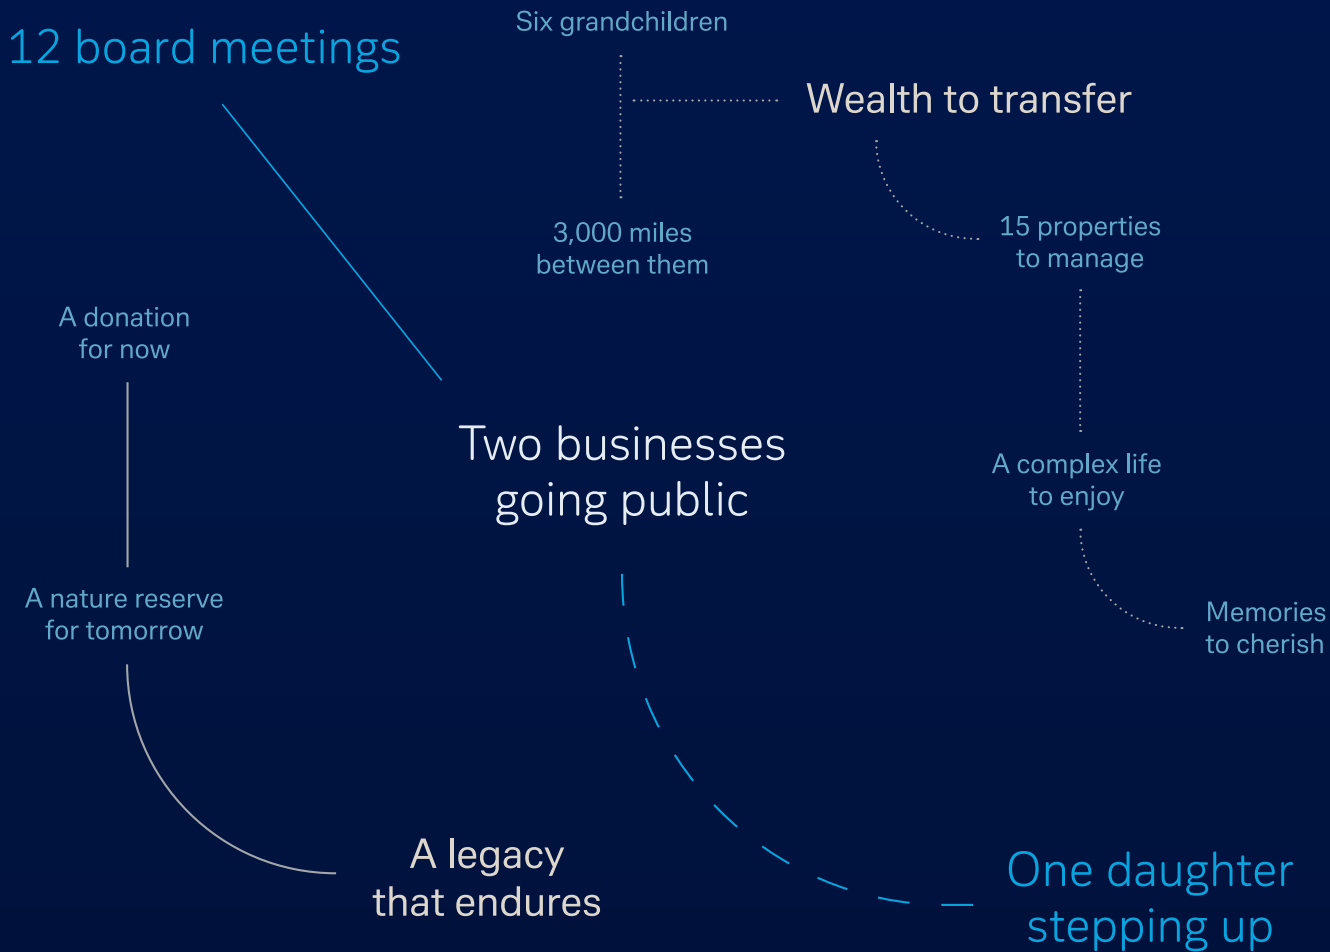 12 board meetings
Six grandchildren
Wealth to transfer
3,000 miles
between them
15 properties
to manage
A donation
for now
Two businesses
going public
A complex life
to enjoy
A nature reserve
for tomorrow
Memories
to cherish
A legacy
that endures
One daughter
stepping up